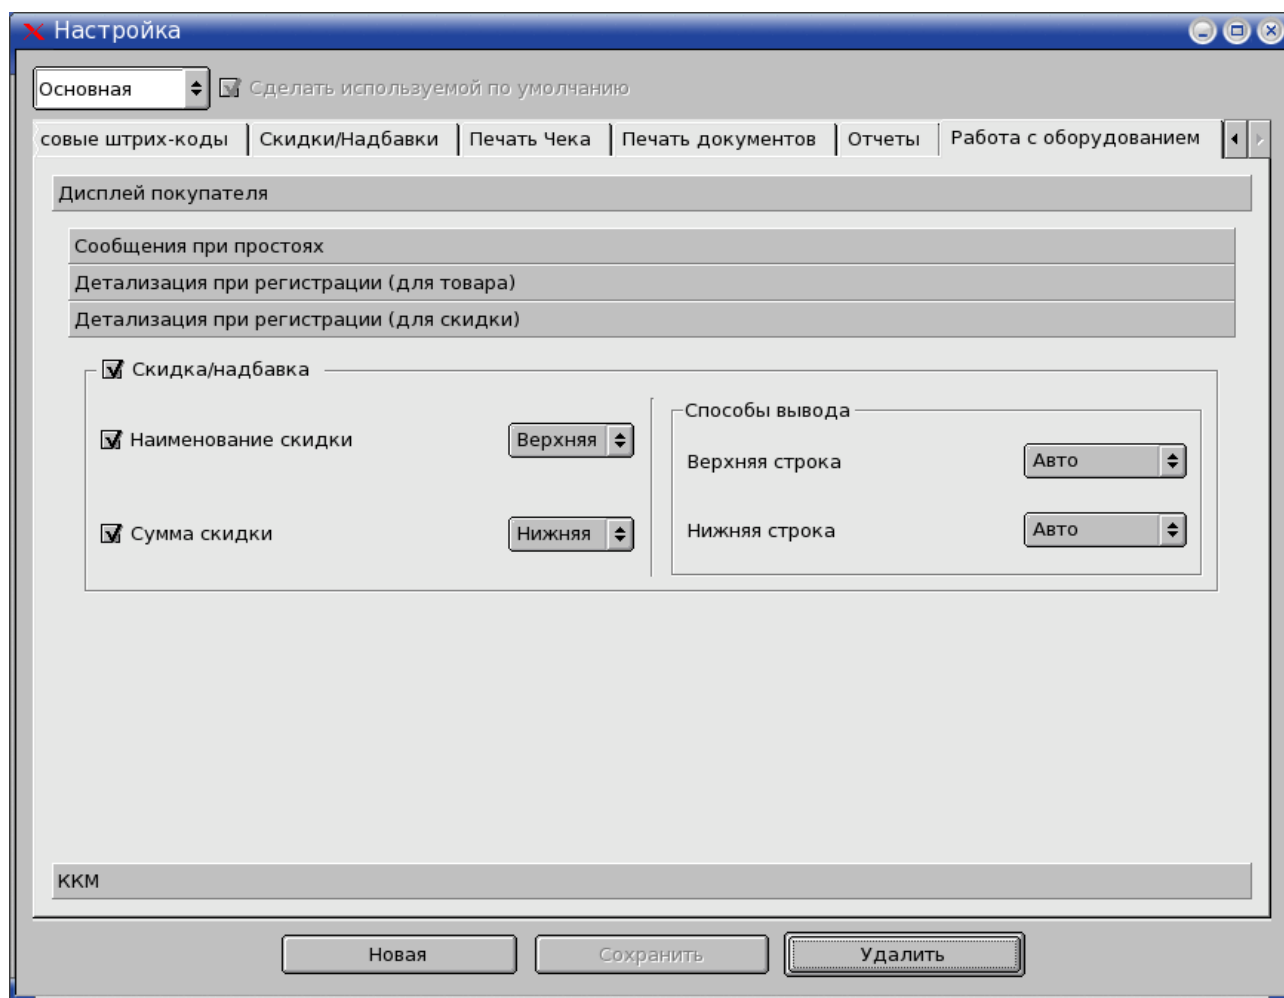 Настройка
Основная Сделать используемой по умолчанию
совые штрих-коды Скидки/Надбавки Печать Чека Печать документов Отчеты Работа с оборудованием
Дисплей покупателя
Сообщения при простоях
Детализация при регистрации (для товара)
Детализация при регистрации (для скидки)
Скидка/надбавка
Способы вывода
Наименование скидки Верхняя
Верхняя строка Авто
Сумма скидки Нижняя
Нижняя строка Авто
ККМ
Новая Сохранить Удалить